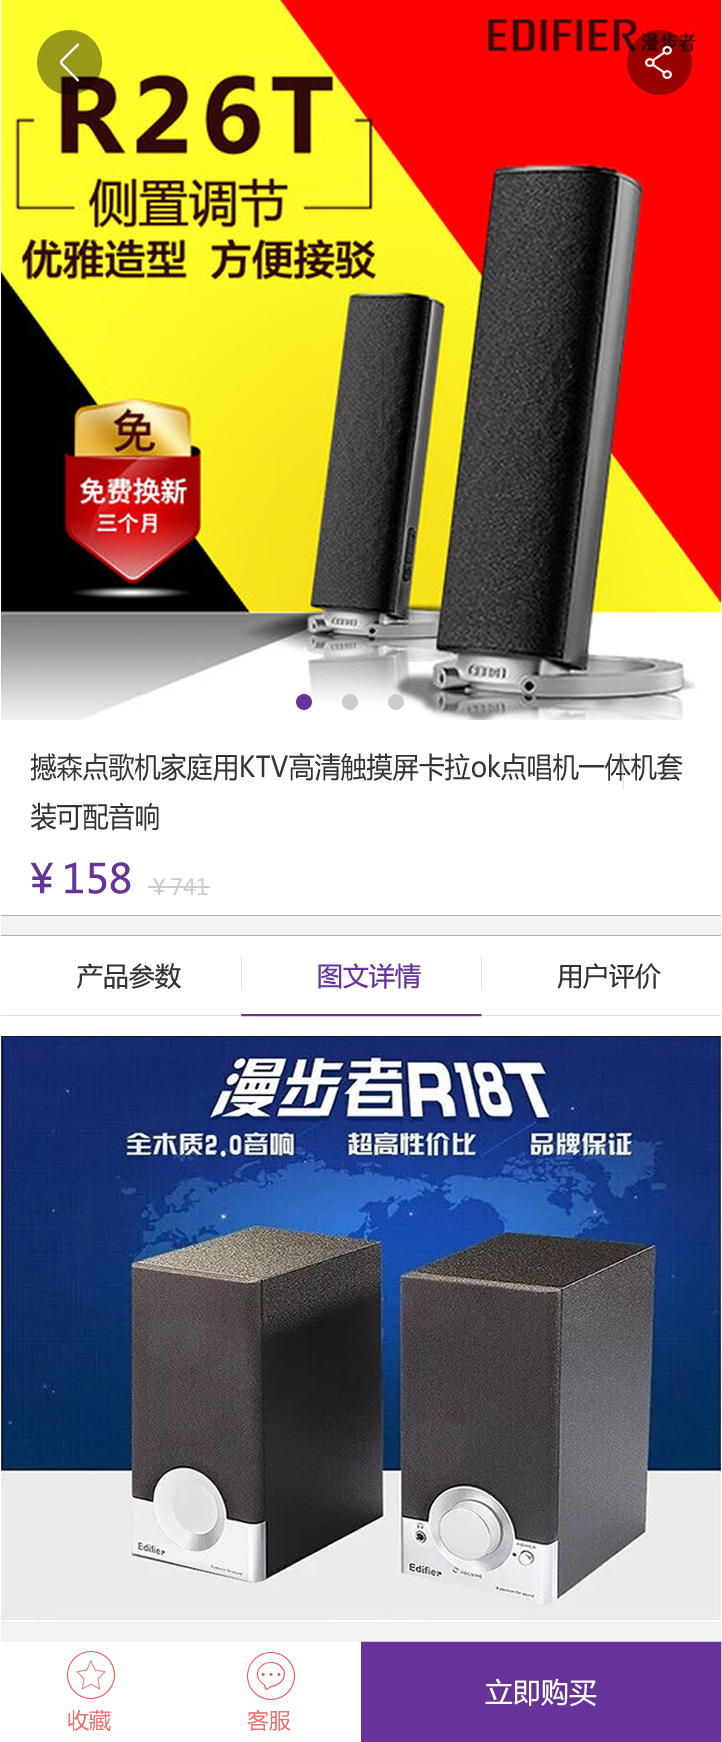 EDIFIER 漫步者
R26T
侧置调节
优雅造型 方便接驳
免
免费换新
三个月
撼森点歌机家庭用KTV高清触摸屏卡拉ok点唱机一体机套
装可配音响
¥ 158 ¥ 741
产品参数 图文详情 用户评价
漫步者R18T
全木质2.0音响 超高性价比 品牌保证
Edifier
Edifier
POWER
VOLUME
收藏 客服 立即购买